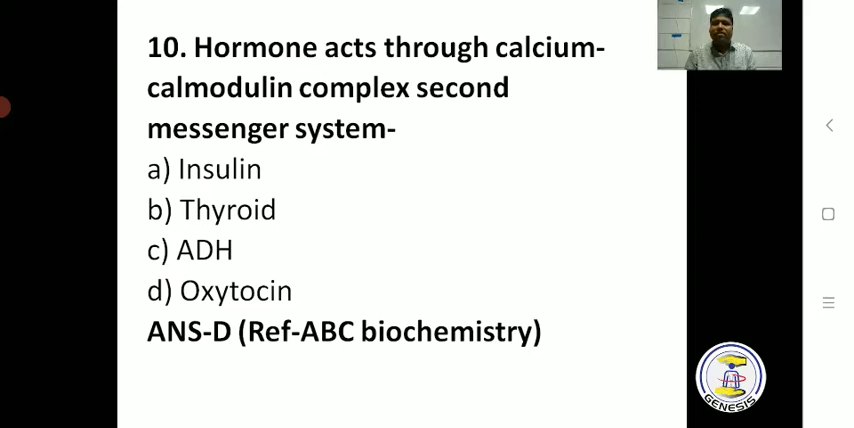 10. Hormone acts through calcium-
calmodulin complex second
messenger system-
a) Insulin
b) Thyroid
c) ADH
d) Oxytocin
ANS-D (Ref-ABC biochemistry)
GENESIS